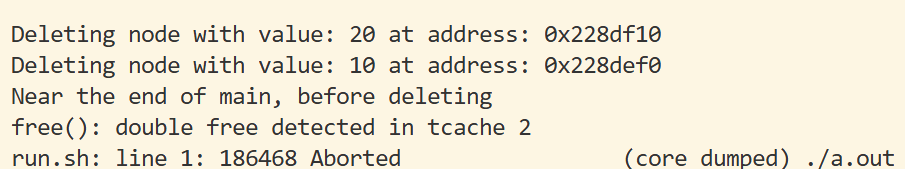 Deleting node with value: 20 at address: 0x228df10
Deleting node with value: 10 at address: 0x228def0
Near the end of main, before deleting
free(): double free detected in tcache 2
run.sh: line 1: 186468 Aborted                 (core dumped) ./a.out